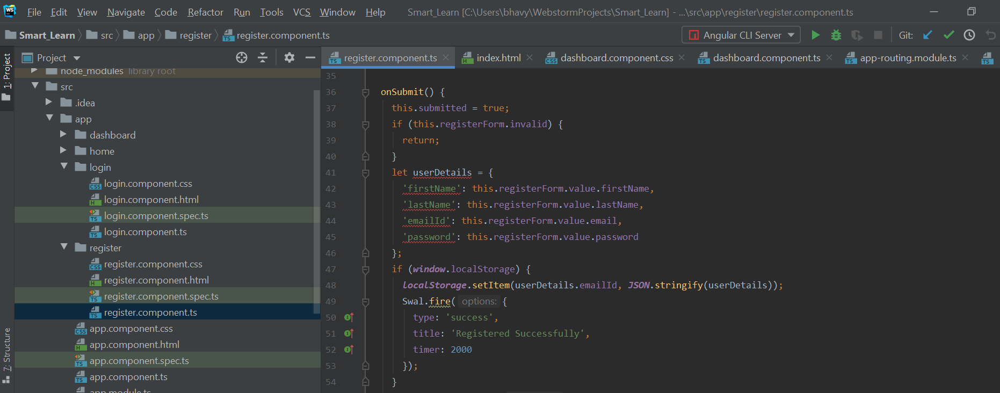 WS File Edit View Navigate Code Refactor Run Tools VCS Window Help Smart_Learn [C:\Users\bhavy\WebstormProjects\Smart_Learn] - ...\src\app\register\register.component.ts
Smart_Learn src app register register.component.ts Angular CLI Server Git:
1: Project
7: Structure
Project
node_modules library root
src
.idea
app
dashboard
home
login
login.component.css
login.component.html
login.component.spec.ts
login.component.ts
register
register.component.css
register.component.html
register.component.spec.ts
register.component.ts
app.component.css
app.component.html
app.component.spec.ts
app.component.ts
app.module.ts
register.component.ts index.html dashboard.component.css dashboard.component.ts app-routing.module.ts
35
36 onSubmit() {
37 this.submitted = true;
38 if (this.registerForm.invalid) {
39 return;
40 }
41 let userDetails = {
42 'firstName': this.registerForm.value.firstName,
43 'lastName': this.registerForm.value.lastName,
44 'emailId': this.registerForm.value.email,
45 'password': this.registerForm.value.password
46 };
47 if (window.localStorage) {
48 localStorage.setItem(userDetails.emailId, JSON.stringify(userDetails));
49 Swal.fire( options: {
50 type: 'success',
51 title: 'Registered Successfully',
52 timer: 2000
53 });
54 }